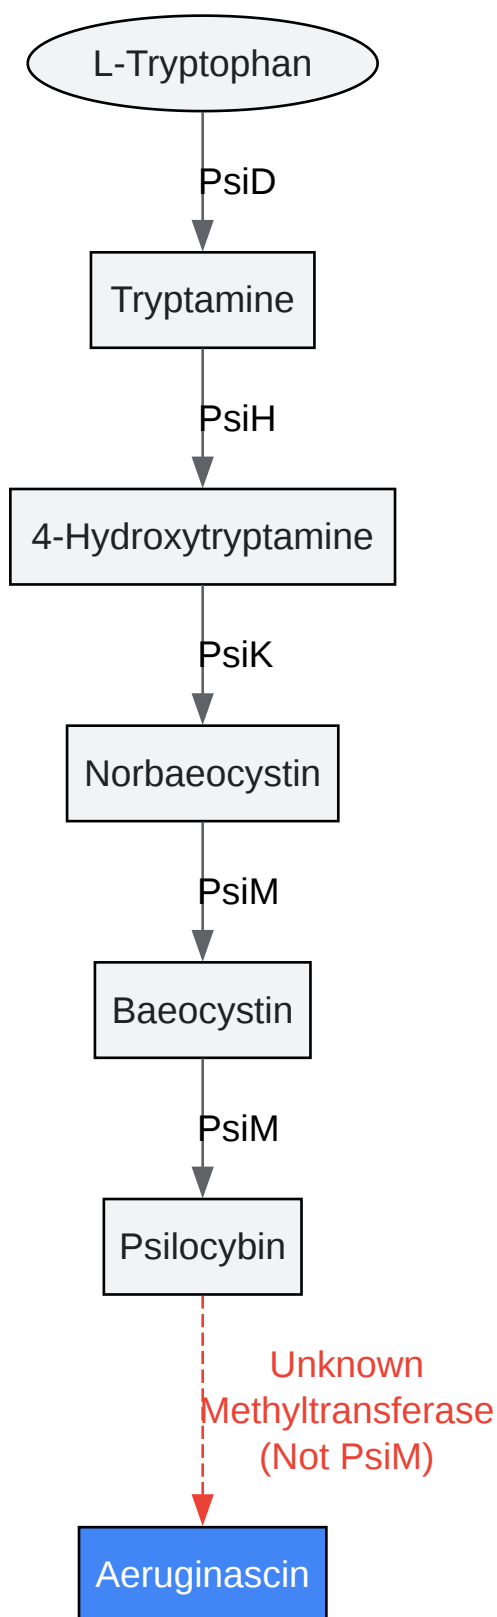 L-Tryptophan
PsiD
Tryptamine
PsiH
4-Hydroxytryptamine
PsiK
Norbaeocystin
PsiM
Baeocystin
PsiM
Psilocybin
Unknown
Methyltransferase
(Not PsiM)
Aeruginascin